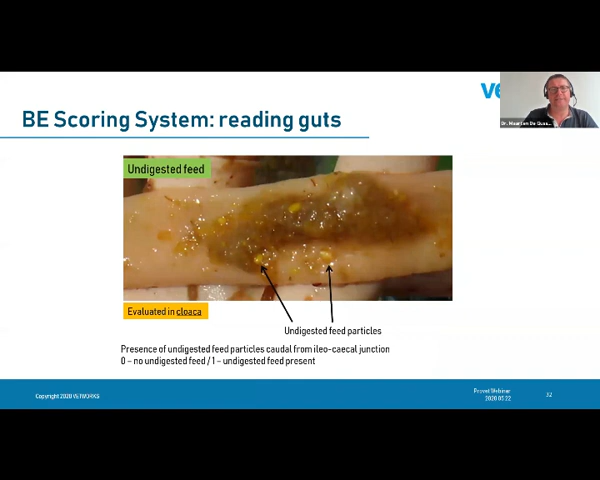 ve
BE Scoring System: reading guts
Undigested feed
Evaluated in cloaca
Undigested feed particles
Presence of undigested feed particles caudal from ileo-caecal junction
0 – no undigested feed / 1 – undigested feed present
Copyright 2020 VETWORKS
Provet Webinar
2020 05 22
32